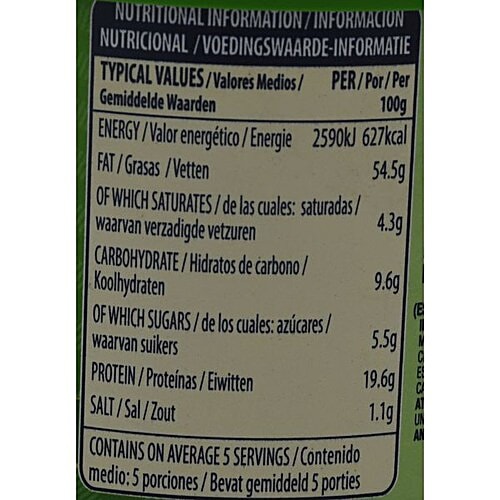 NUTRITIONAL INFORMATION / INFORMACIÓN
NUTRICIONAL / VOEDINGSWAARDE-INFORMATIE
TYPICAL VALUES / Valores Medios / PER / Por / Per
Gemiddelde Waarden 100g
ENERGY / Valor energético / Energie 2590kJ 627kcal
FAT / Grasas / Vetten 54.5g
OF WHICH SATURATES / de las cuales: saturadas /
waarvan verzadigde vetzuren 4.3g
CARBOHYDRATE / Hidratos de carbono /
Koolhydraten 9.6g
OF WHICH SUGARS / de los cuales: azúcares /
waarvan suikers 5.5g
PROTEIN / Proteínas / Eiwitten 19.6g
SALT / Sal / Zout 1.1g
CONTAINS ON AVERAGE 5 SERVINGS / Contenido
medio: 5 porciones / Bevat gemiddeld 5 porties